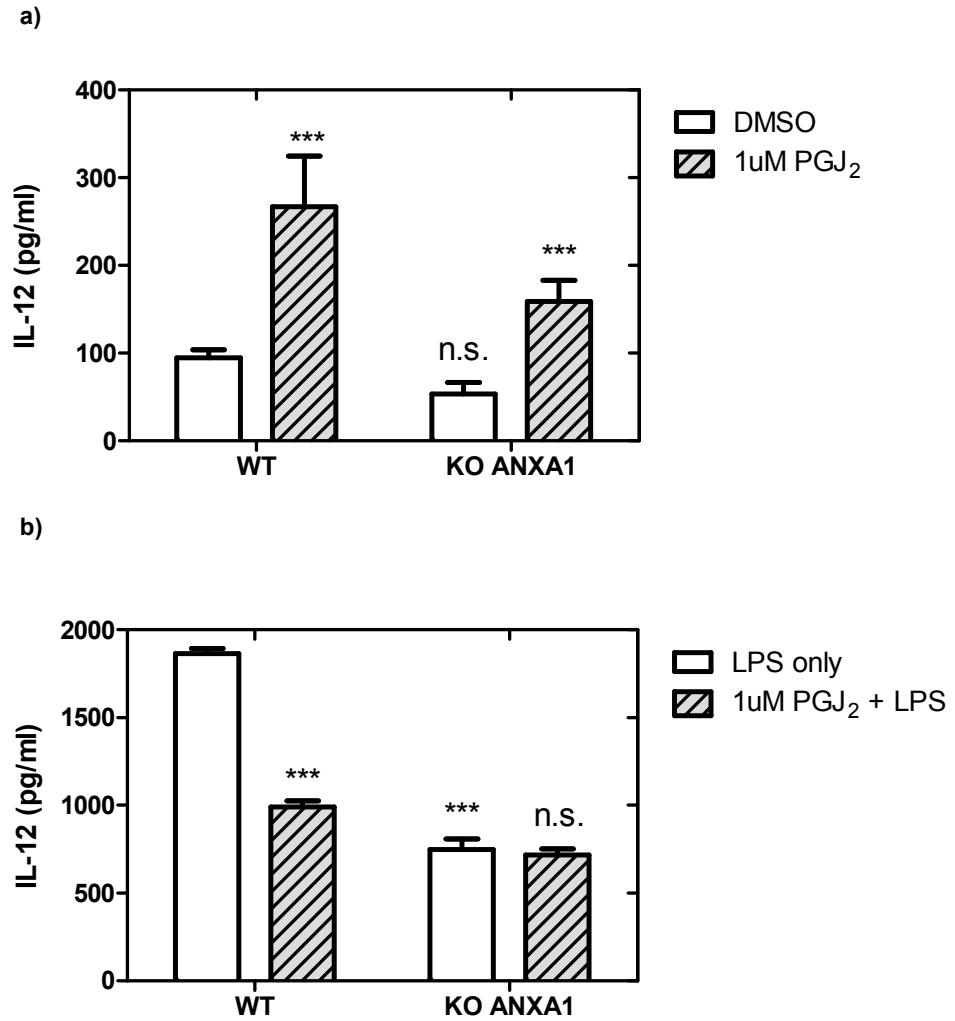 a)
400
300
200
100
0
IL-12 (pg/ml)
***
n.s.
***
WT
KO ANXA1
DMSO
1uM PGJ₂
b)
2000
1500
1000
500
0
IL-12 (pg/ml)
***
***
n.s.
WT
KO ANXA1
LPS only
1uM PGJ₂ + LPS